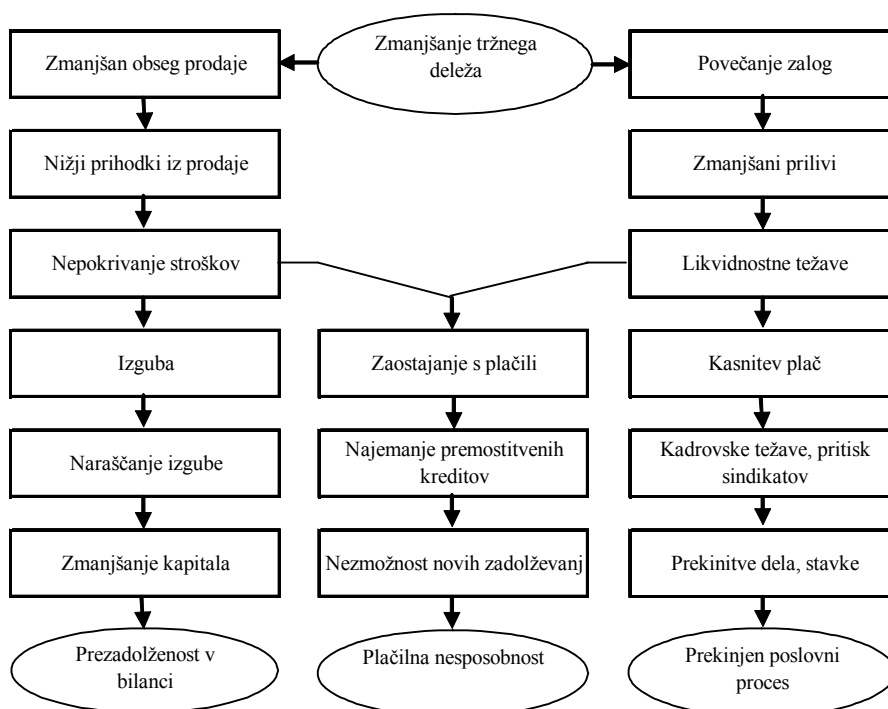 Zmanjšan obseg prodaje
Zmanjšanje tržnega
deleža
Povečanje zalog
Nižji prihodki iz prodaje
Zmanjšani prilivi
Nepokrivanje stroškov
Likvidnostne težave
Izguba
Zaostajanje s plačili
Kasnitev plač
Naraščanje izgube
Najemanje premostitvenih
kreditov
Kadrovske težave, pritisk
sindikatov
Zmanjšanje kapitala
Nezmožnost novih zadolževanj
Prekinitve dela, stavke
Prezadolženost v
bilanci
Plačilna nesposobnost
Prekinjen poslovni
proces